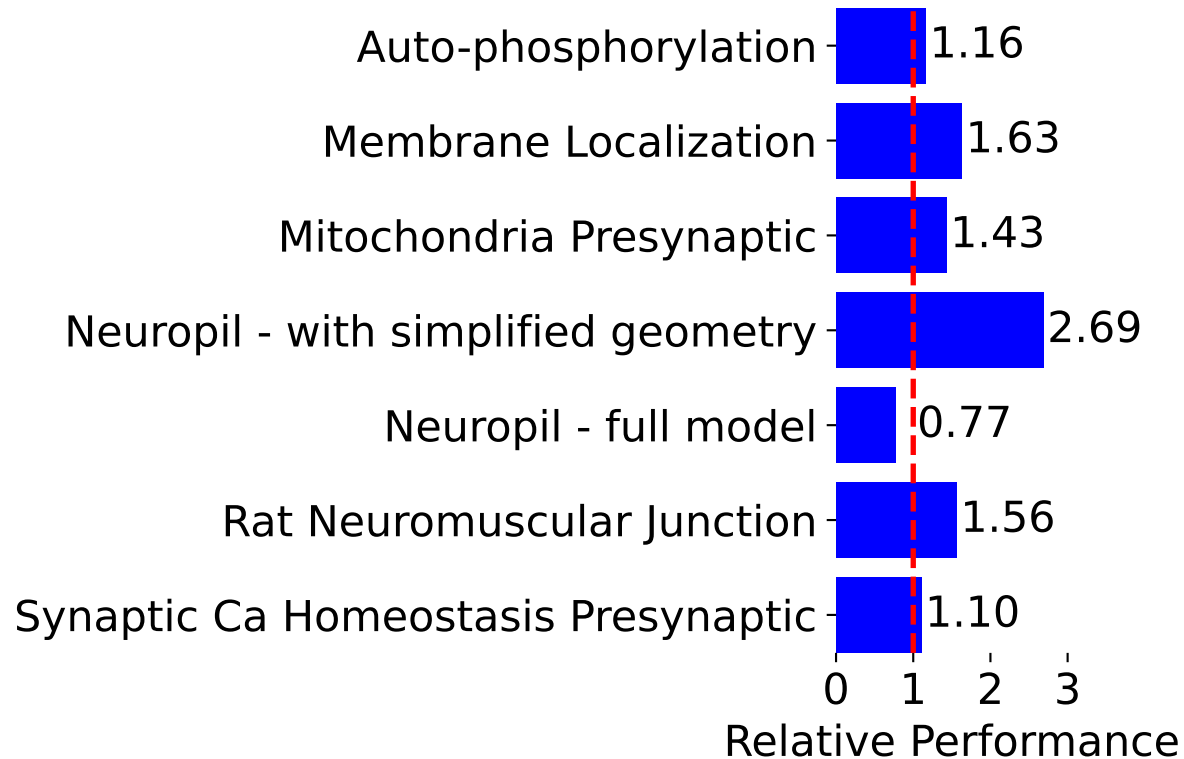 Auto-phosphorylation 1.16
Membrane Localization 1.63
Mitochondria Presynaptic 1.43
Neuropil - with simplified geometry 2.69
Neuropil - full model 0.77
Rat Neuromuscular Junction 1.56
Synaptic Ca Homeostasis Presynaptic 1.10
0 1 2 3
Relative Performance